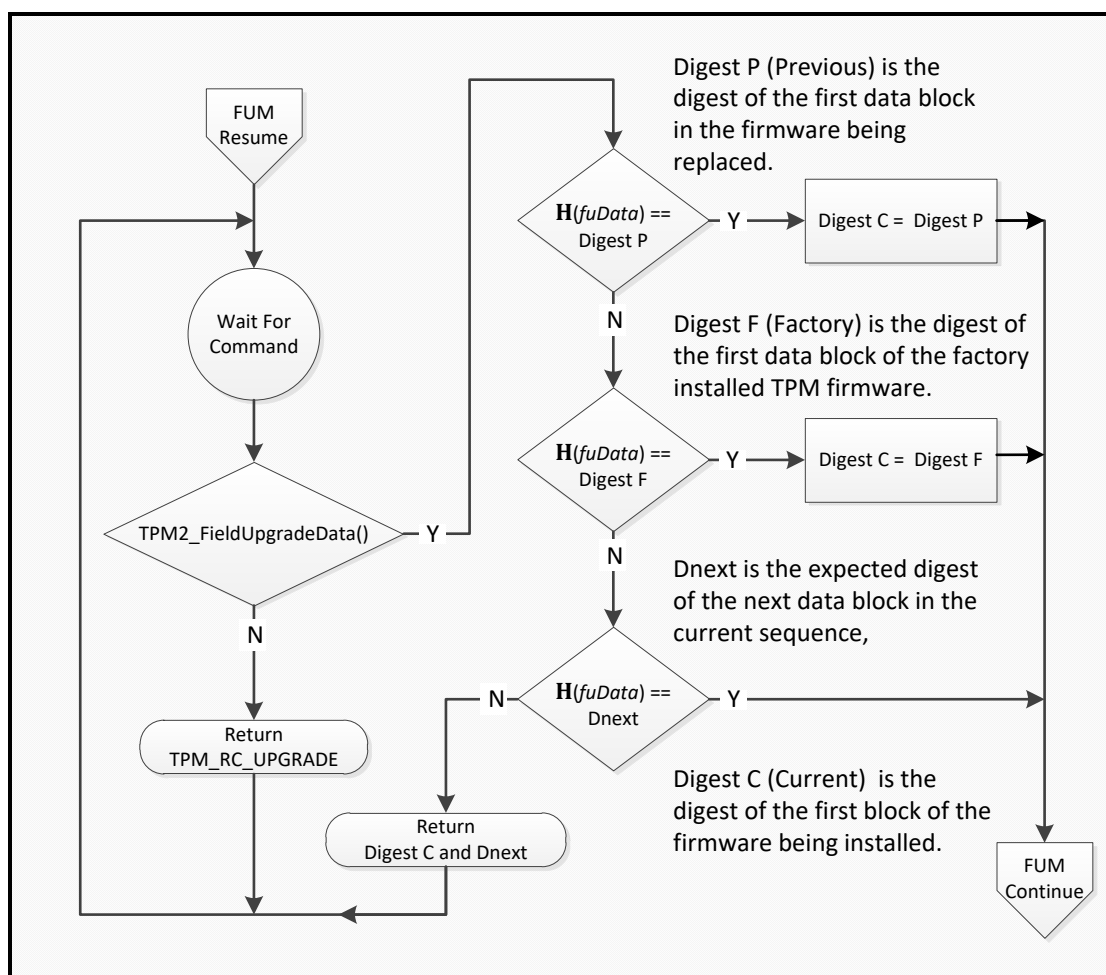 FUM
Resume
Wait For
Command
TPM2_FieldUpgradeData()
Y
N
Return
TPM_RC_UPGRADE
Digest P (Previous) is the
digest of the first data block
in the firmware being
replaced.
H(fuData) ==
Digest P
Y
Digest C = Digest P
N
Digest F (Factory) is the digest of
the first data block of the factory
installed TPM firmware.
H(fuData) ==
Digest F
Y
Digest C = Digest F
N
Dnext is the expected digest
of the next data block in the
current sequence,
H(fuData) ==
Dnext
N
Y
Return
Digest C and Dnext
Digest C (Current) is the
digest of the first block of the
firmware being installed.
FUM
Continue